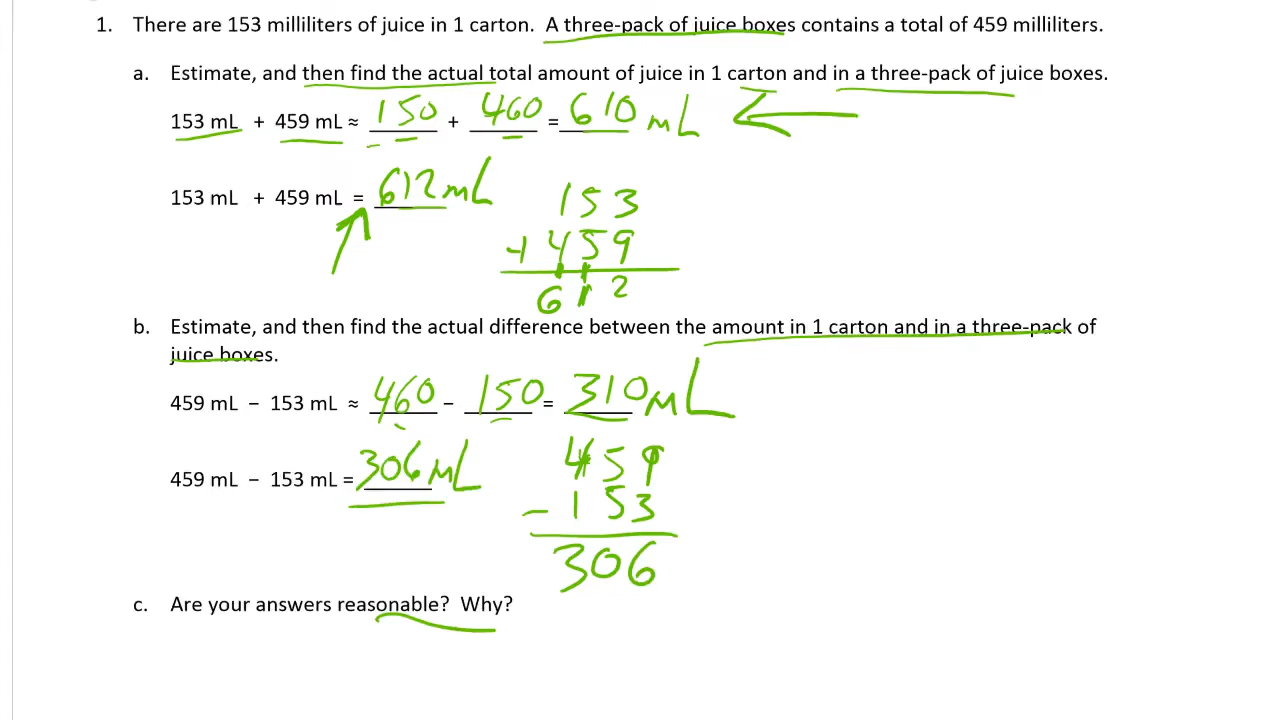 1. There are 153 milliliters of juice in 1 carton. A three-pack of juice boxes contains a total of 459 milliliters.
a. Estimate, and then find the actual total amount of juice in 1 carton and in a three-pack of juice boxes.
153 mL + 459 mL ≈ 150 + 460 = 610 mL
153 mL + 459 mL = 612 mL
153
+ 459
612
b. Estimate, and then find the actual difference between the amount in 1 carton and in a three-pack of
juice boxes.
459 mL − 153 mL ≈ 460 − 150 = 310 mL
459 mL − 153 mL = 306 mL
459
− 153
306
c. Are your answers reasonable? Why?